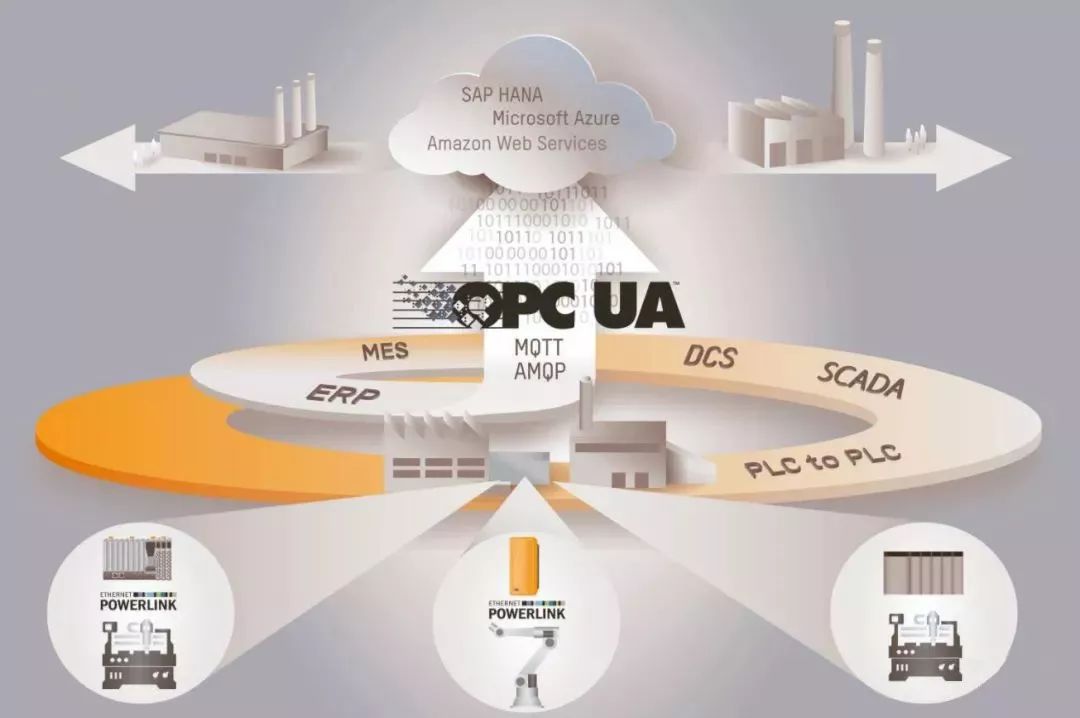 SAP HANA
Microsoft Azure
Amazon Web Services
OPC UA™
MQTT
AMQP
MES
ERP
DCS
SCADA
PLC to PLC
ETHERNET
POWERLINK
ETHERNET
POWERLINK